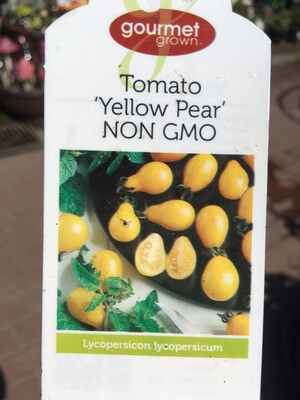 gourmet
grown
Tomato
‘Yellow Pear’
NON GMO
Lycopersicon lycopersicum